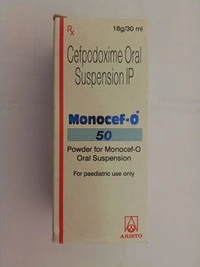 Rx
18g/30 ml
Cefpodoxime Oral
Suspension IP
Monocef-O®
50
Powder for Monocef-O
Oral Suspension
For paediatric use only
ARISTO